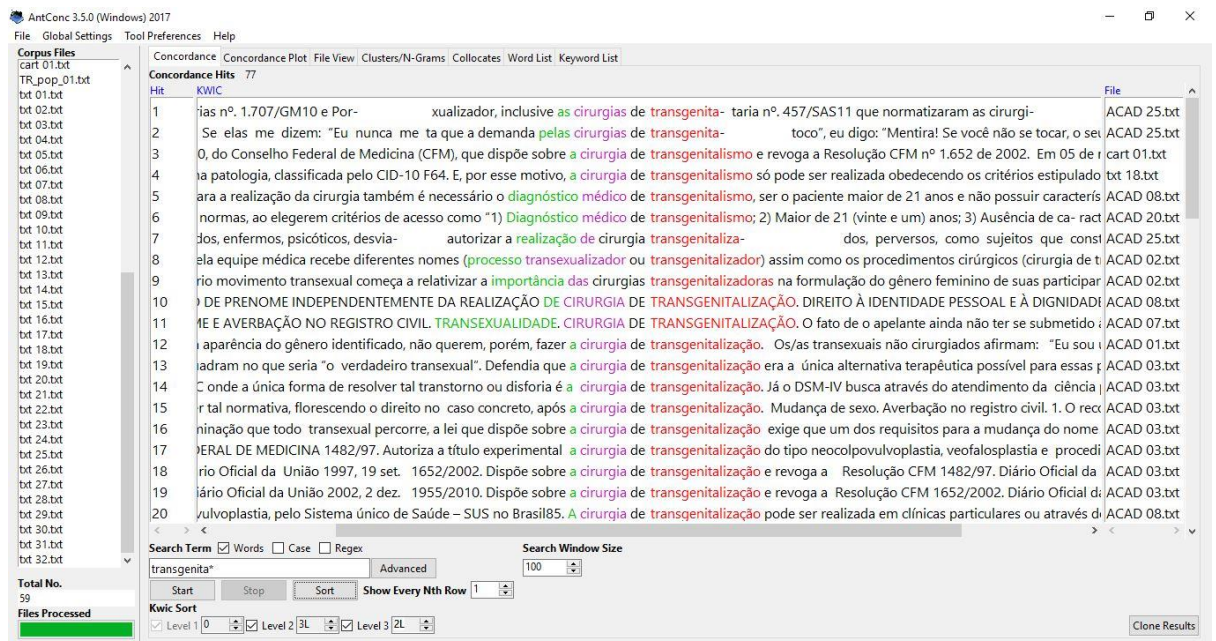 AntConc 3.5.0 (Windows) 2017
File Global Settings Tool Preferences Help
Corpus Files
cart 01.txt
TR_pop_01.txt
txt 01.txt
txt 02.txt
txt 03.txt
txt 04.txt
txt 05.txt
txt 06.txt
txt 07.txt
txt 08.txt
txt 09.txt
txt 10.txt
txt 11.txt
txt 12.txt
txt 13.txt
txt 14.txt
txt 15.txt
txt 16.txt
txt 17.txt
txt 18.txt
txt 19.txt
txt 20.txt
txt 21.txt
txt 22.txt
txt 23.txt
txt 24.txt
txt 25.txt
txt 26.txt
txt 27.txt
txt 28.txt
txt 29.txt
txt 30.txt
txt 31.txt
txt 32.txt
Total No.
59
Files Processed
Concordance Concordance Plot File View Clusters/N-Grams Collocates Word List Keyword List
Concordance Hits 77
Hit KWIC File
1 ias nº. 1.707/GM10 e Por- xualizador, inclusive as cirurgias de transgenita- taria nº. 457/SAS11 que normatizaram as cirurgi- ACAD 25.txt
2 Se elas me dizem: “Eu nunca me ta que a demanda pelas cirurgias de transgenita- toco”, eu digo: “Mentira! Se você não se tocar, o seu ACAD 25.txt
3 0, do Conselho Federal de Medicina (CFM), que dispõe sobre a cirurgia de transgenitalismo e revoga a Resolução CFM nº 1.652 de 2002. Em 05 de cart 01.txt
4 na patologia, classificada pelo CID-10 F64. E, por esse motivo, a cirurgia de transgenitalismo só pode ser realizada obedecendo os critérios estipulado txt 18.txt
5 ara a realização da cirurgia também é necessário o diagnóstico médico de transgenitalismo, ser o paciente maior de 21 anos e não possuir caracterís ACAD 08.txt
6 normas, ao elegerem critérios de acesso como “1) Diagnóstico médico de transgenitalismo; 2) Maior de 21 (vinte e um) anos; 3) Ausência de ca- ract ACAD 20.txt
7 dos, enfermos, psicóticos, desvia- autorizar a realização de cirurgia transgenitaliza- dos, perversos, como sujeitos que const ACAD 25.txt
8 ela equipe médica recebe diferentes nomes (processo transexualizador ou transgenitalizador) assim como os procedimentos cirúrgicos (cirurgia de ACAD 02.txt
9 rio movimento transexual começa a relativizar a importância das cirurgias transgenitalizadoras na formulação do gênero feminino de suas participar ACAD 02.txt
10 DE PRENOME INDEPENDENTEMENTE DA REALIZAÇÃO DE CIRURGIA DE TRANSGENITALIZAÇÃO. DIREITO À IDENTIDADE PESSOAL E À DIGNIDADE ACAD 08.txt
11 ME E AVERBAÇÃO NO REGISTRO CIVIL. TRANSEXUALIDADE. CIRURGIA DE TRANSGENITALIZAÇÃO. O fato de o apelante ainda não ter se submetido ACAD 07.txt
12 aparência do gênero identificado, não querem, porém, fazer a cirurgia de transgenitalização. Os/as transexuais não cirurgiados afirmam: “Eu sou ACAD 01.txt
13 uadram no que seria “o verdadeiro transexual”. Defendia que a cirurgia de transgenitalização era a única alternativa terapêutica possível para essas ACAD 03.txt
14 C onde a única forma de resolver tal transtorno ou disforia é a cirurgia de transgenitalização. Já o DSM-IV busca através do atendimento da ciência ACAD 03.txt
15 r tal normativa, florescendo o direito no caso concreto, após a cirurgia de transgenitalização. Mudança de sexo. Averbação no registro civil. 1. O reco ACAD 03.txt
16 minação que todo transexual percorre, a lei que dispõe sobre a cirurgia de transgenitalização exige que um dos requisitos para a mudança do nome ACAD 03.txt
17 DERAL DE MEDICINA 1482/97. Autoriza a título experimental a cirurgia de transgenitalização do tipo neocolpovulvoplastia, veofalosplastia e procedi ACAD 03.txt
18 rio Oficial da União 1997, 19 set. 1652/2002. Dispõe sobre a cirurgia de transgenitalização e revoga a Resolução CFM 1482/97. Diário Oficial da ACAD 03.txt
19 iário Oficial da União 2002, 2 dez. 1955/2010. Dispõe sobre a cirurgia de transgenitalização e revoga a Resolução CFM 1652/2002. Diário Oficial da ACAD 03.txt
20 vulvoplastia, pelo Sistema único de Saúde – SUS no Brasil85. A cirurgia de transgenitalização pode ser realizada em clínicas particulares ou através ACAD 08.txt
Search Term Words Case Regex Search Window Size
transgenita* Advanced 100
Start Stop Sort Show Every Nth Row 1
Kwic Sort
Level 1 0 Level 2 3L Level 3 2L Clone Results